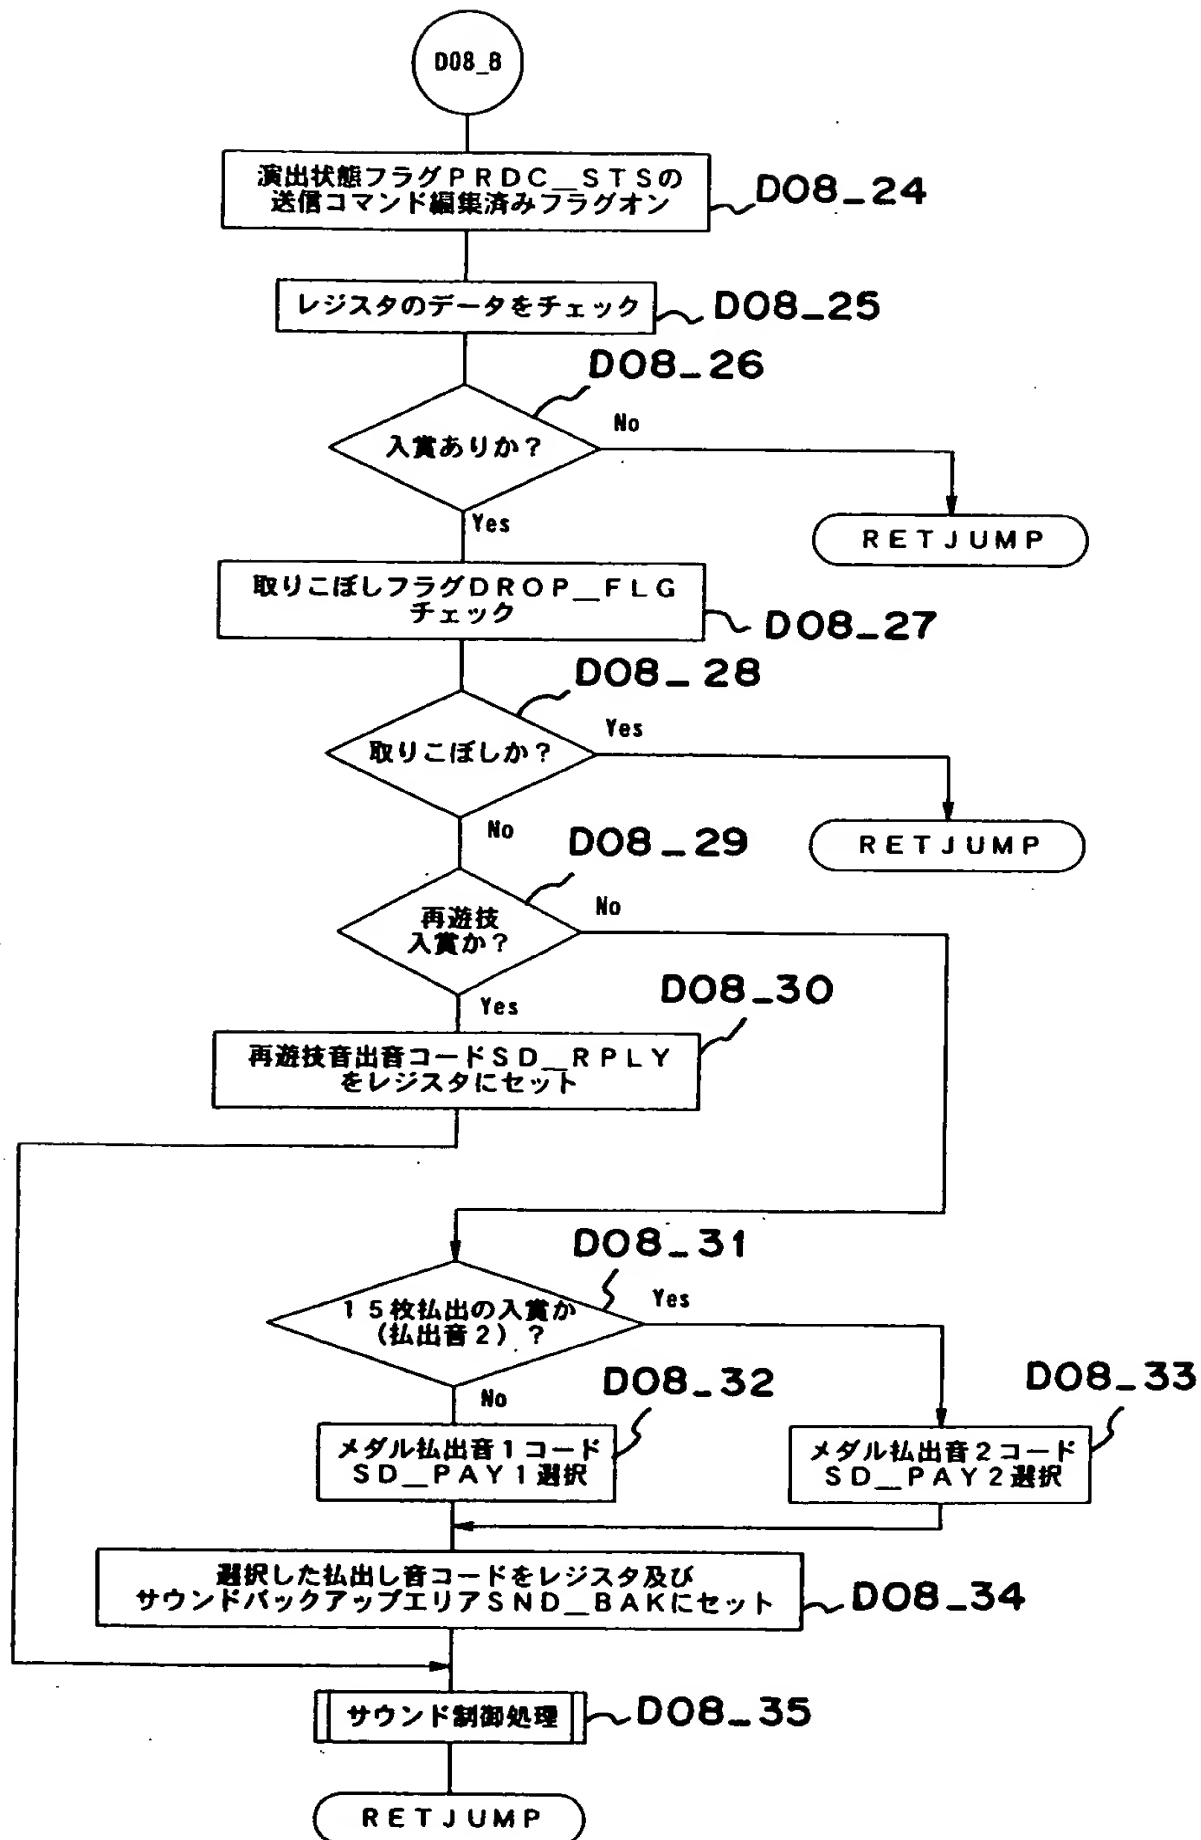 D08_B
演出状態フラグPRDC__STSの
送信コマンド編集済みフラグオン
D08_24
レジスタのデータをチェック
D08_25
D08_26
入賞ありか?
No
Yes
RETJUMP
取りこぼしフラグDROP__FLG
チェック
D08_27
D08_28
取りこぼしか?
Yes
No
RETJUMP
D08_29
再遊技
入賞か?
No
Yes
D08_30
再遊技音出音コードSD__RPLY
をレジスタにセット
D08_31
15枚払出の入賞か
(払出音2)?
Yes
No
D08_32
メダル払出音1コード
SD__PAY1選択
D08_33
メダル払出音2コード
SD__PAY2選択
選択した払出し音コードをレジスタ及び
サウンドバックアップエリアSND__BAKにセット
D08_34
サウンド制御処理
D08_35
RETJUMP